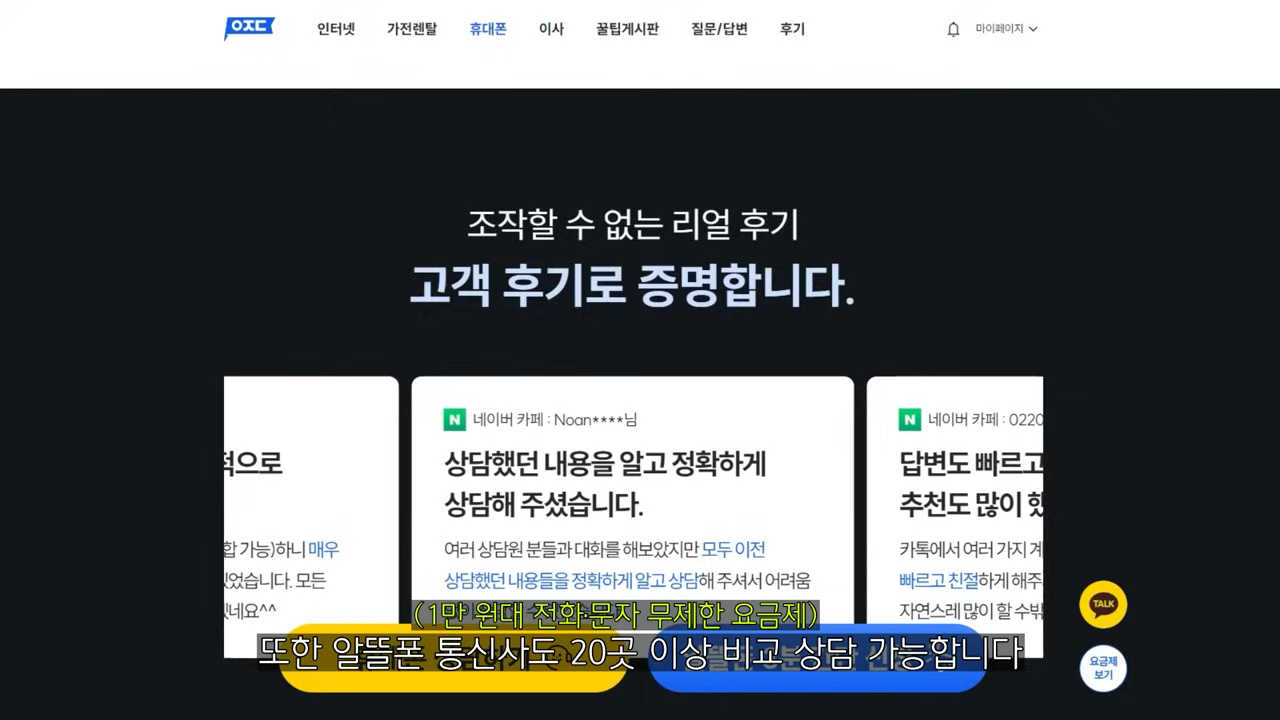 아정당
인터넷 가전렌탈 휴대폰 이사 꿀팁게시판 질문/답변 후기 마이페이지
조작할 수 없는 리얼 후기
고객 후기로 증명합니다.
적으로
합 가능)하니 매우
있었습니다. 모든
있네요^^
N 네이버 카페 : Noan****님
상담했던 내용을 알고 정확하게
상담해 주셨습니다.
여러 상담원 분들과 대화를 해보았지만 모두 이전
상담했던 내용들을 정확하게 알고 상담해 주셔서 어려움
N 네이버 카페 : 0220
답변도 빠르고
추천도 많이 했
카톡에서 여러 가지 계
빠르고 친절하게 해주
자연스레 많이 할 수밖
(1만 원대 전화·문자 무제한 요금제)
또한 알뜰폰 통신사도 20곳 이상 비교 상담 가능합니다
TALK
요금제
보기